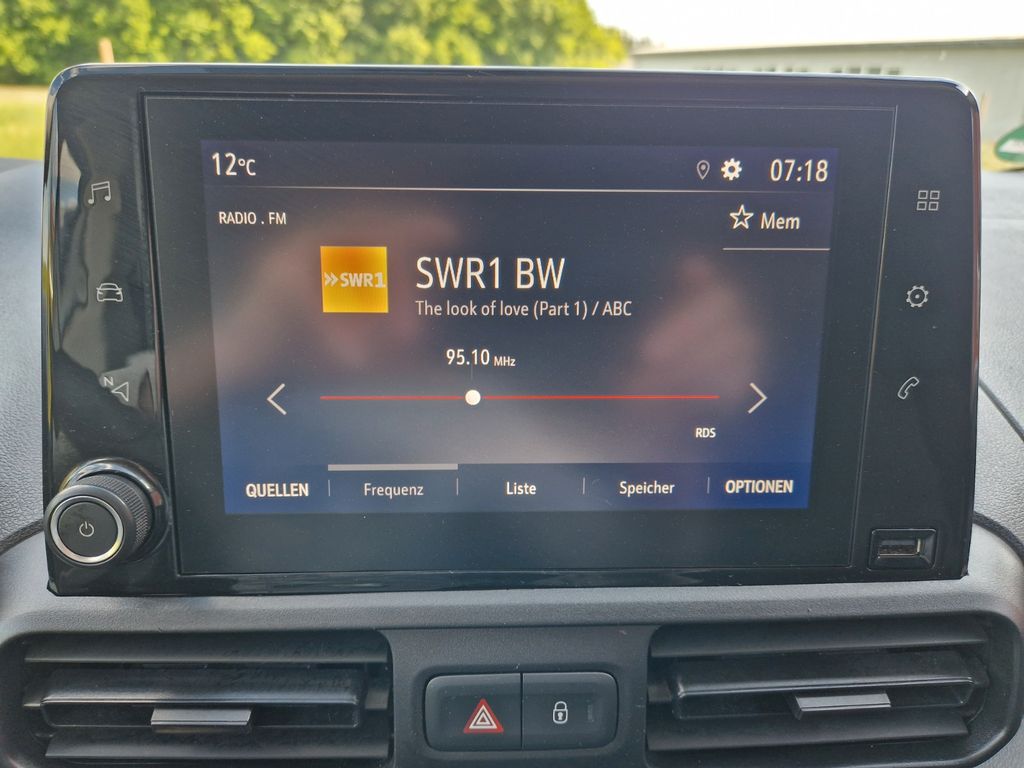 12°C
07:18
RADIO . FM
Mem
»SWR1
SWR1 BW
The look of love (Part 1) / ABC
95.10 MHz
N
RDS
QUELLEN
Frequenz
Liste
Speicher
OPTIONEN